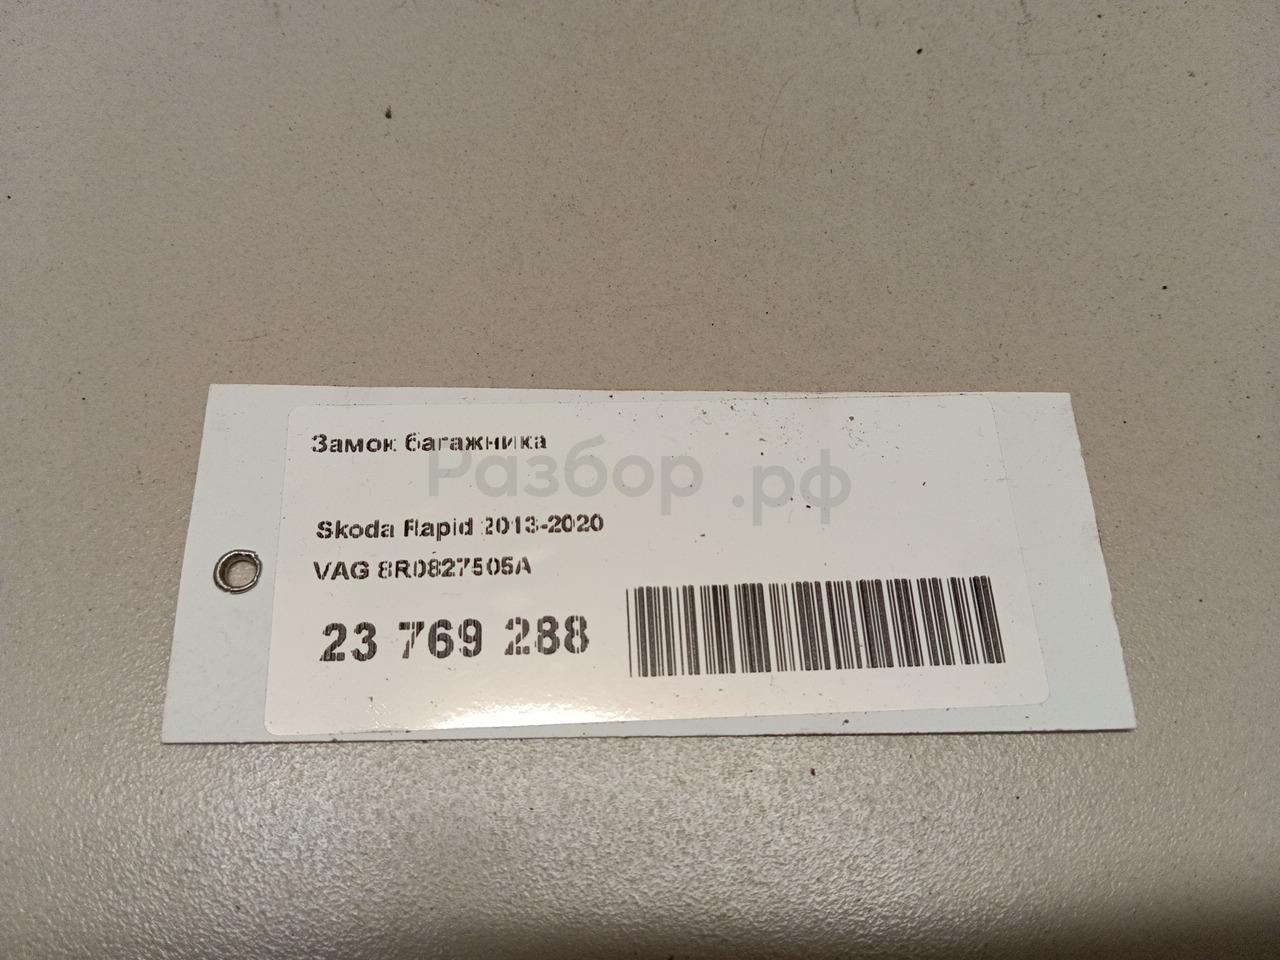 Замок багажника
Разбор.рф
Skoda Rapid 2013-2020
VAG 8R0827505A
23 769 288